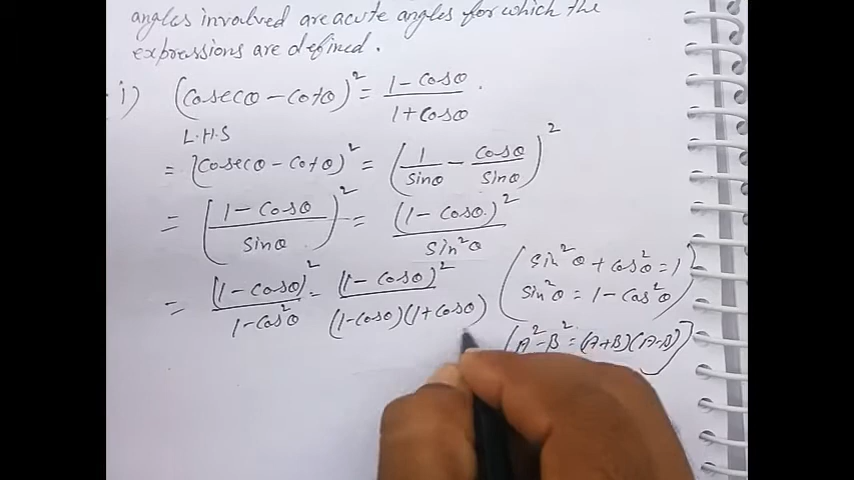 angles involved are acute angles for which the
expressions are defined.
i) (cosecθ - cotθ)² = (1 - cosθ)/(1 + cosθ).
L.H.S
= (cosecθ - cotθ)² = (1/sinθ - cosθ/sinθ)²
= ((1 - cosθ)/sinθ)² = (1 - cosθ)²/sin²θ
(sin²θ + cos²θ = 1
sin²θ = 1 - cos²θ)
= (1 - cosθ)²/1 - cos²θ = (1 - cosθ)²/(1 - cosθ)(1 + cosθ)
(A² - B² = (A+B)(A-B))